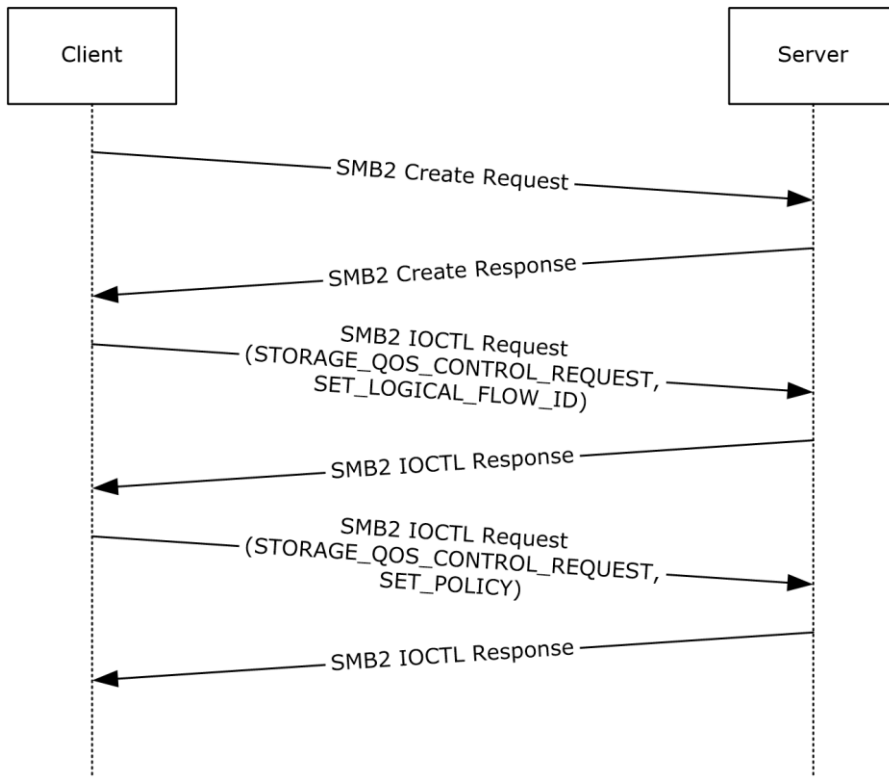 Client
Server
SMB2 Create Request
SMB2 Create Response
SMB2 IOCTL Request
(STORAGE_QOS_CONTROL_REQUEST,
SET_LOGICAL_FLOW_ID)
SMB2 IOCTL Response
SMB2 IOCTL Request
(STORAGE_QOS_CONTROL_REQUEST,
SET_POLICY)
SMB2 IOCTL Response